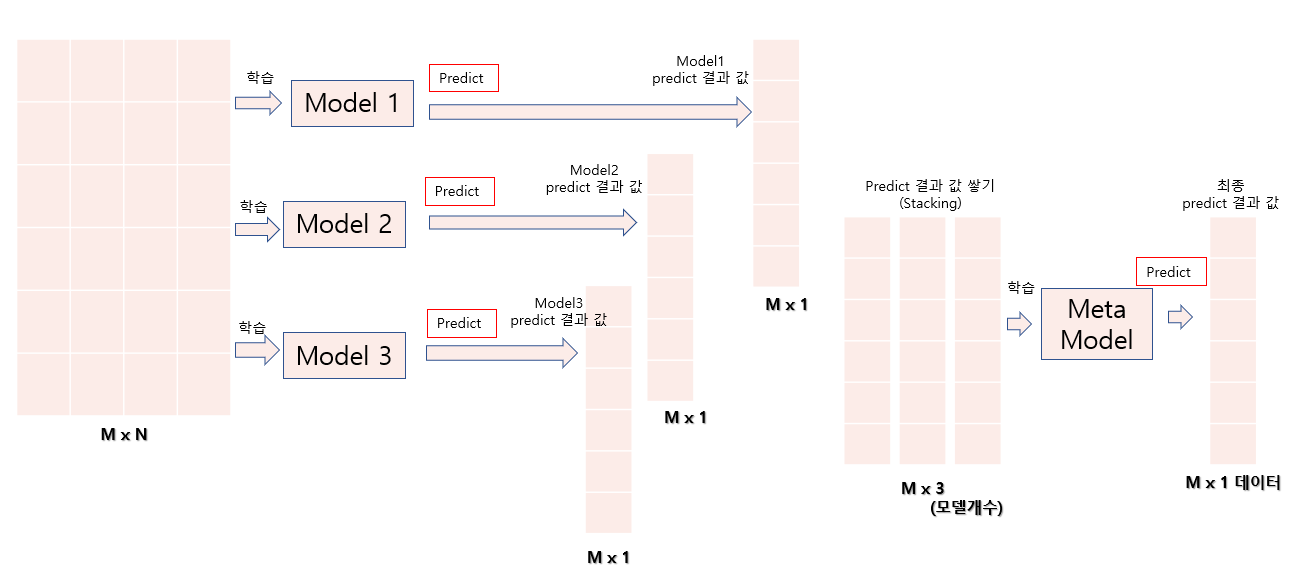 학습
Model 1
Predict
Model1
predict 결과 값
M x 1
학습
Model 2
Predict
Model2
predict 결과 값
M x 1
학습
Model 3
Predict
Model3
predict 결과 값
M x 1
M x N
Predict 결과 값 쌓기
(Stacking)
M x 3
(모델개수)
학습
Meta
Model
Predict
최종
predict 결과 값
M x 1 데이터